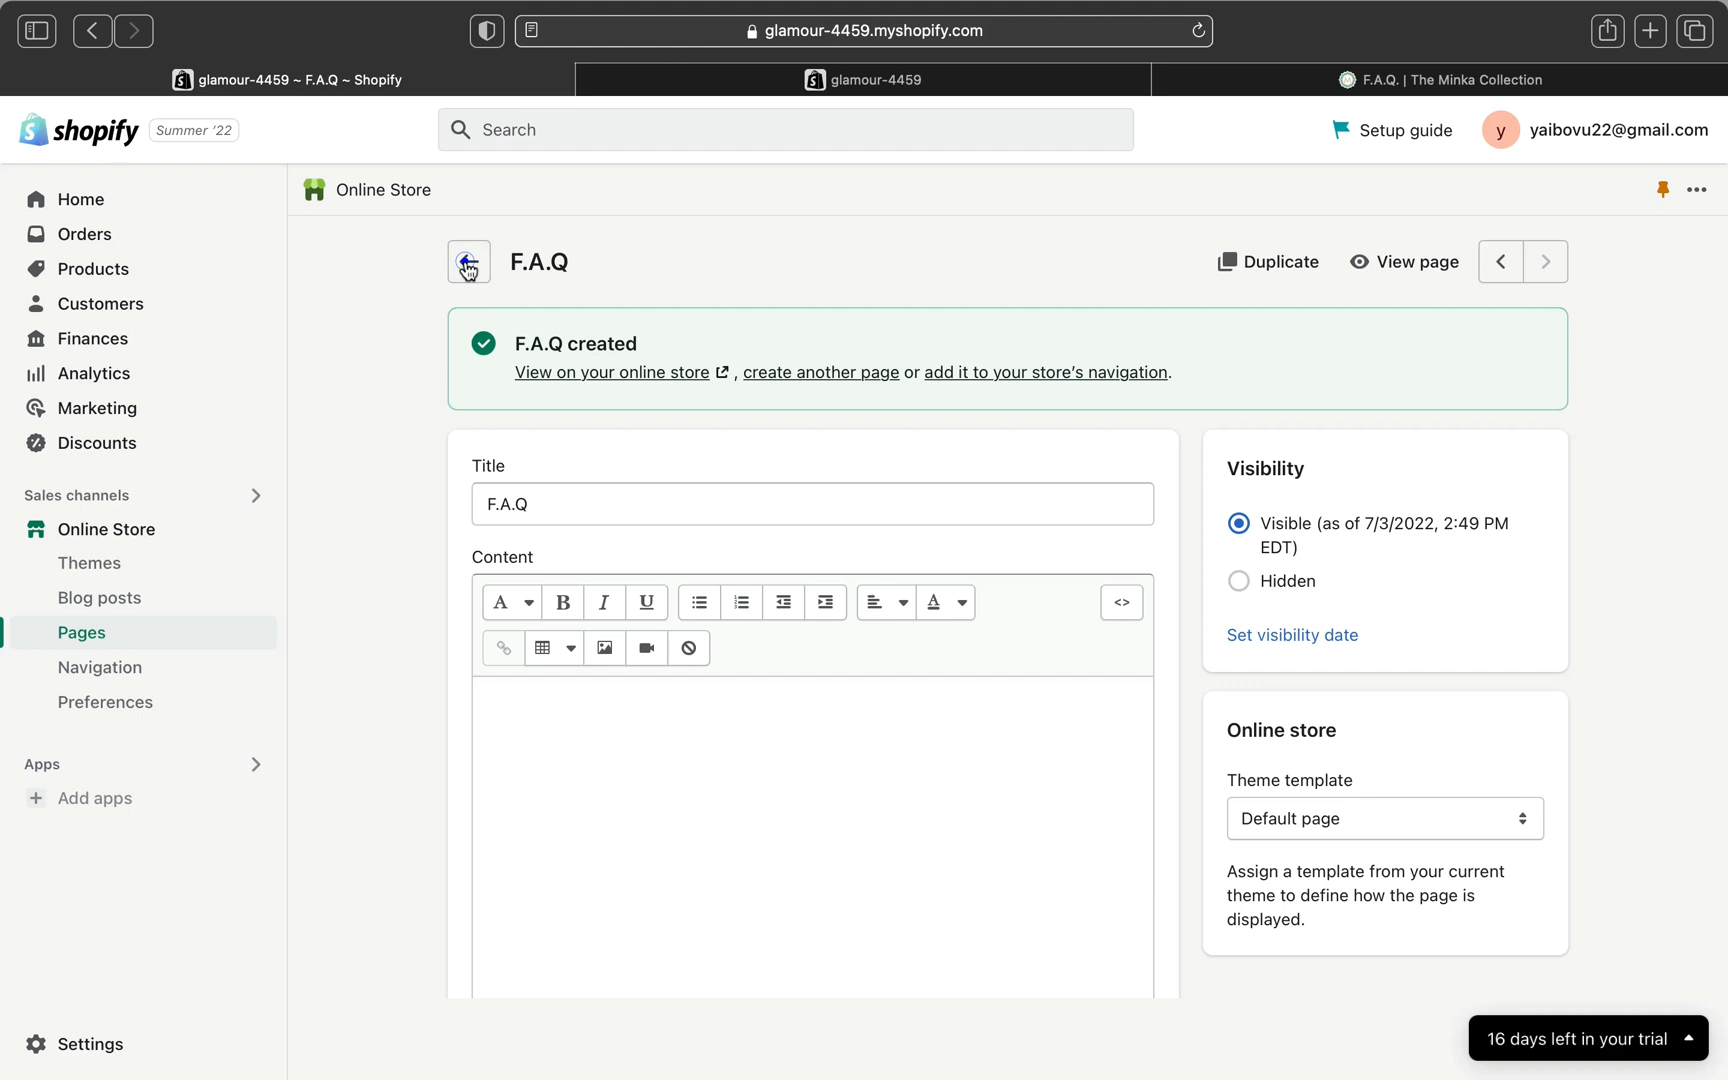 glamour-4459.myshopify.com
glamour-4459 ~ F.A.Q ~ Shopify
glamour-4459
F.A.Q. | The Minka Collection
shopify
Summer '22
Search
Setup guide
y
yaibovu22@gmail.com
Home
Orders
Products
Customers
Finances
Analytics
Marketing
Discounts
Sales channels
Online Store
Themes
Blog posts
Pages
Navigation
Preferences
Apps
+ Add apps
Settings
Online Store
F.A.Q
Duplicate
View page
F.A.Q created
View on your online store , create another page or add it to your store's navigation.
Title
F.A.Q
Content
A B I U A <>
Visibility
Visible (as of 7/3/2022, 2:49 PM
EDT)
Hidden
Set visibility date
Online store
Theme template
Default page
Assign a template from your current
theme to define how the page is
displayed.
16 days left in your trial